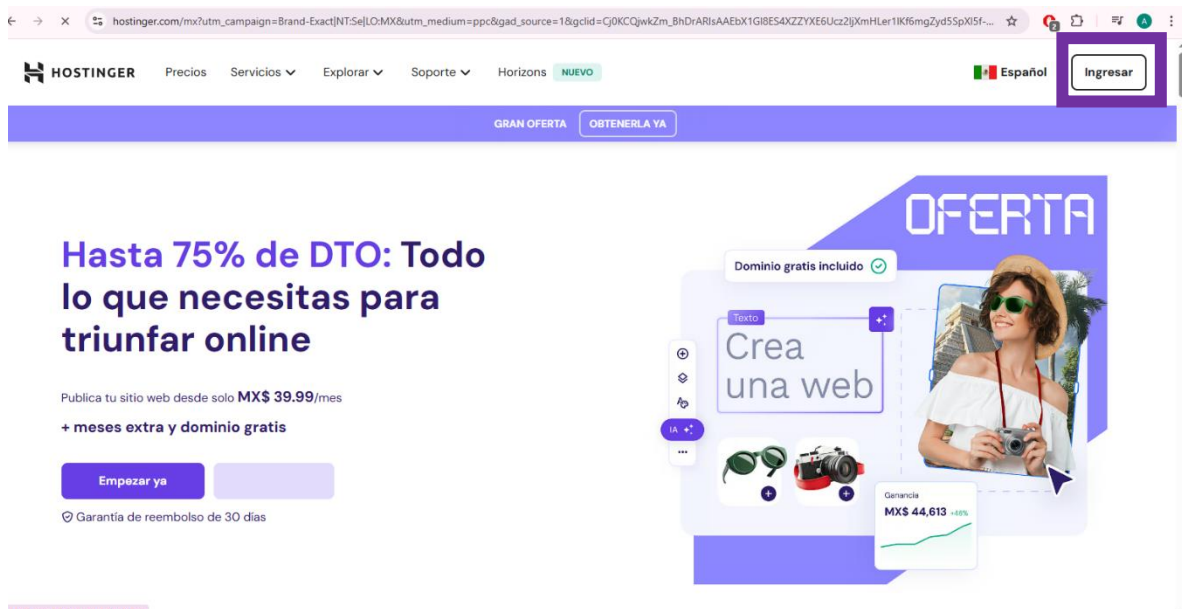 hostinger.com/mx?utm_campaign=Brand-Exact|NT:Se|LO:MX&utm_medium=ppc&gad_source=1&gclid=Cj0KCQjwkZm_BhDrARIsAAEbX1GI8ES4XZZYXE6Ucz2IjXmHLer1IKf6mgZyd5SpXl5f-...
2
A
HOSTINGER Precios Servicios Explorar Soporte Horizons NUEVO Español Ingresar
GRAN OFERTA OBTENERLA YA
OFERTA
Hasta 75% de DTO: Todo
lo que necesitas para
triunfar online
Publica tu sitio web desde solo MX$ 39.99/mes
+ meses extra y dominio gratis
Empezar ya
Garantía de reembolso de 30 días
Dominio gratis incluido
Texto
Crea
una web
IA
Ganancia
MX$ 44,613 +46%